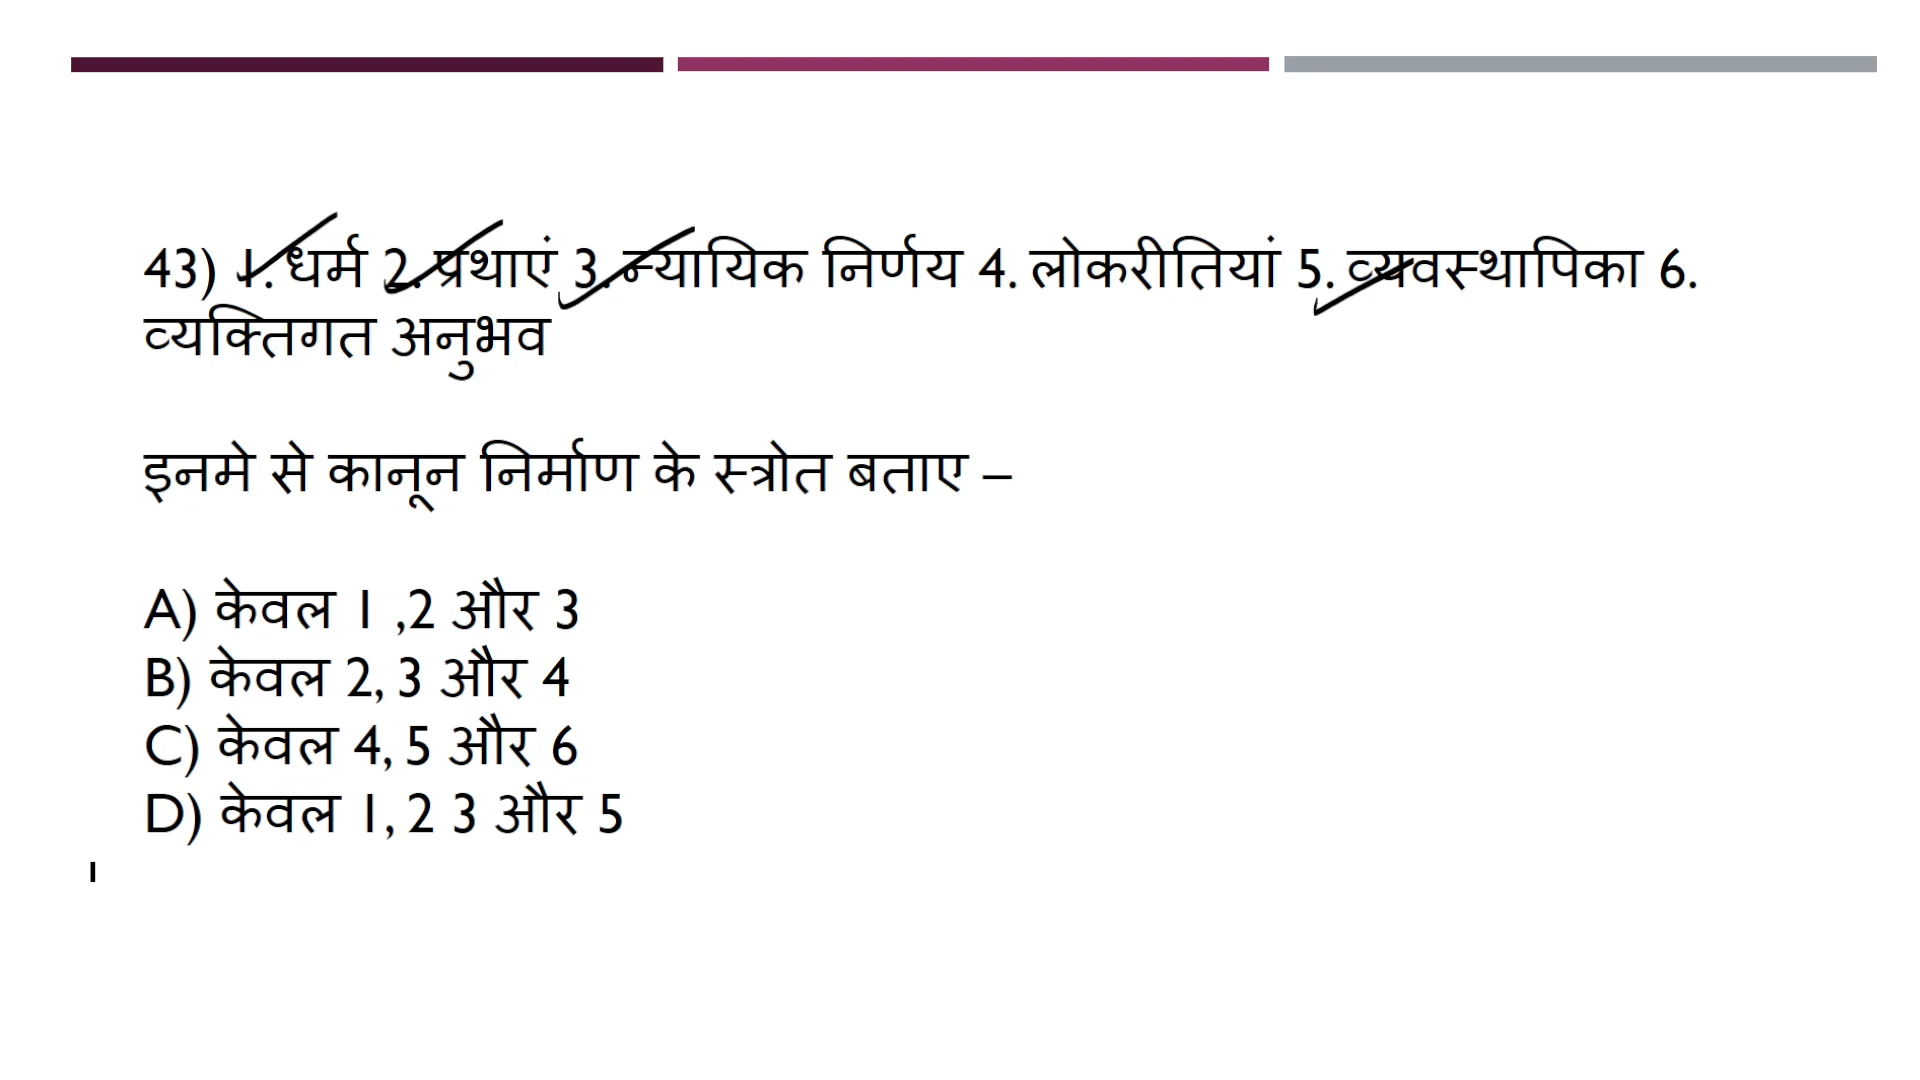 43) 1. धर्म 2. प्रथाएं 3. न्यायिक निर्णय 4. लोकरीतियां 5. व्यवस्थापिका 6.
व्यक्तिगत अनुभव
इनमे से कानून निर्माण के स्त्रोत बताए –
A) केवल 1 ,2 और 3
B) केवल 2, 3 और 4
C) केवल 4, 5 और 6
D) केवल 1, 2 3 और 5